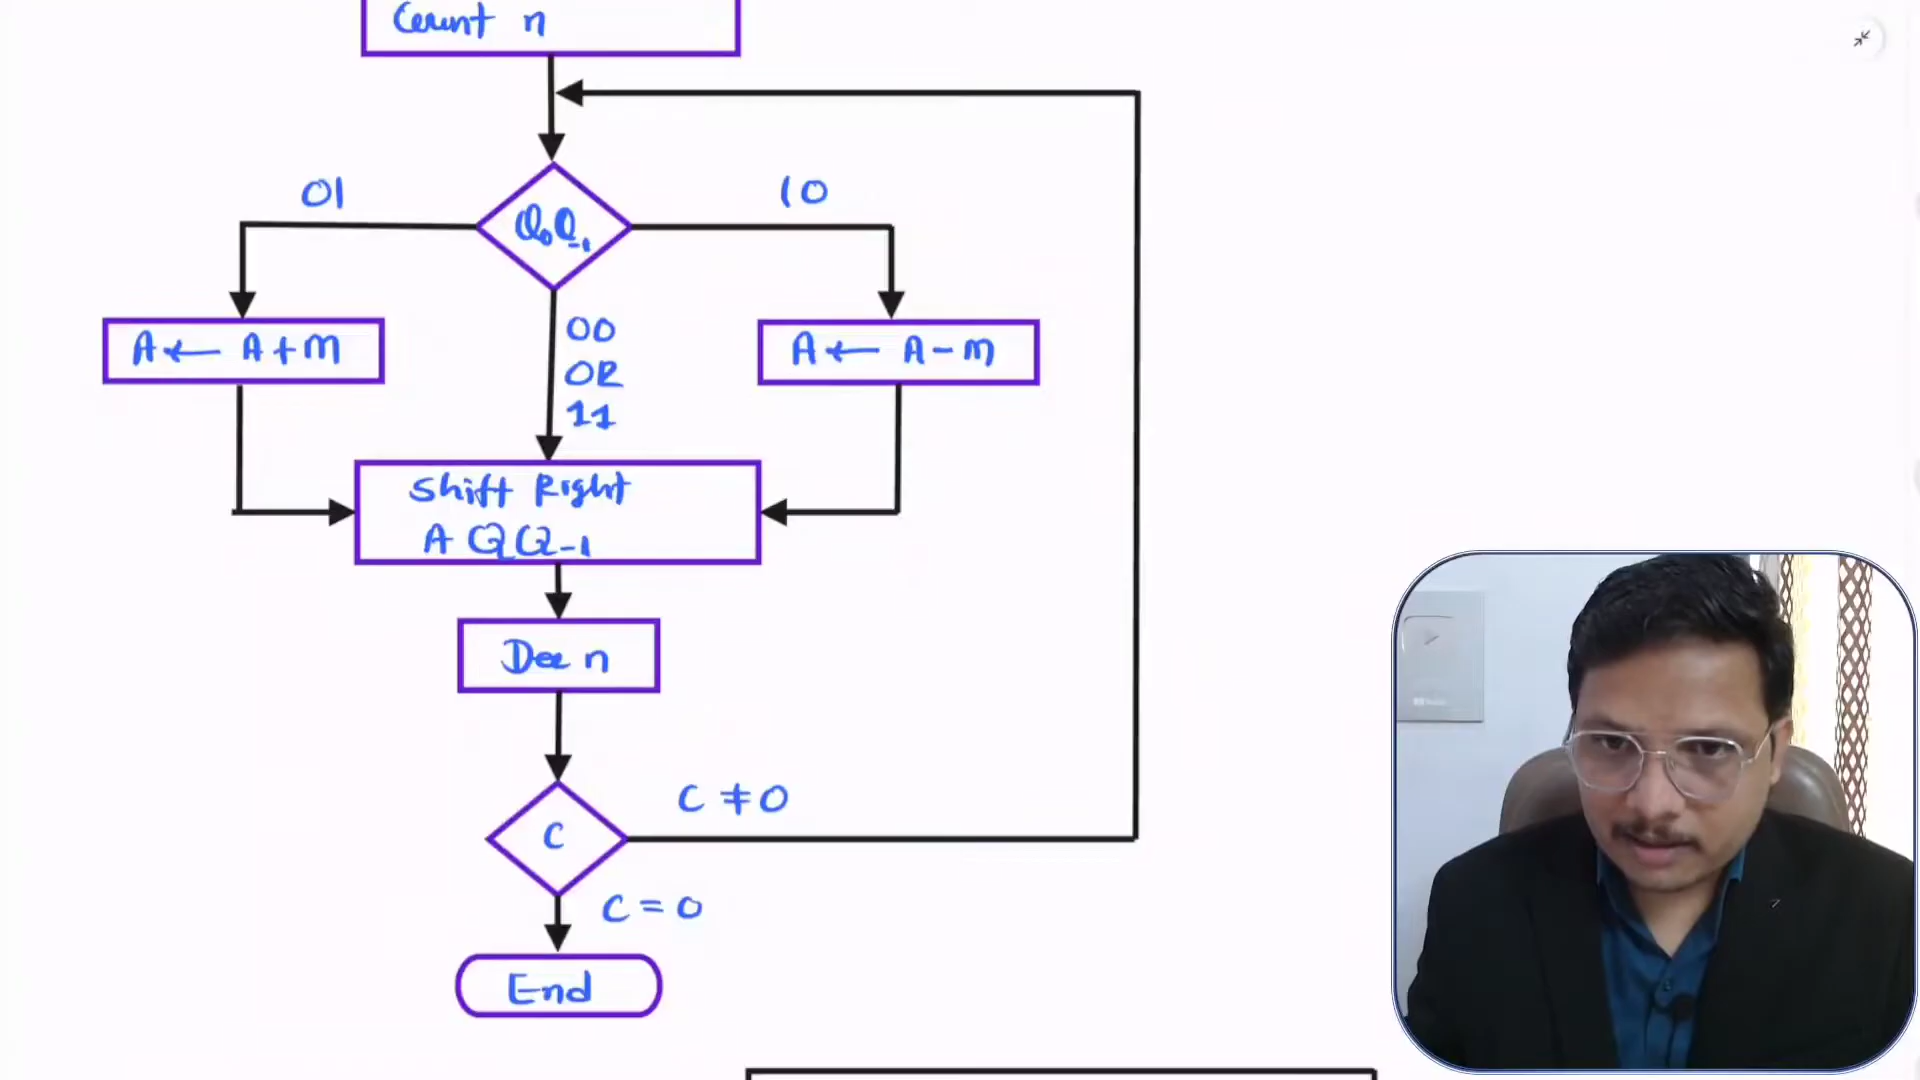 Count n
01
10
Q₀Q₋₁
A ← A + M
00
OR
11
A ← A - M
Shift Right
A Q Q₋₁
Dec n
C ≠ 0
C
C = 0
End